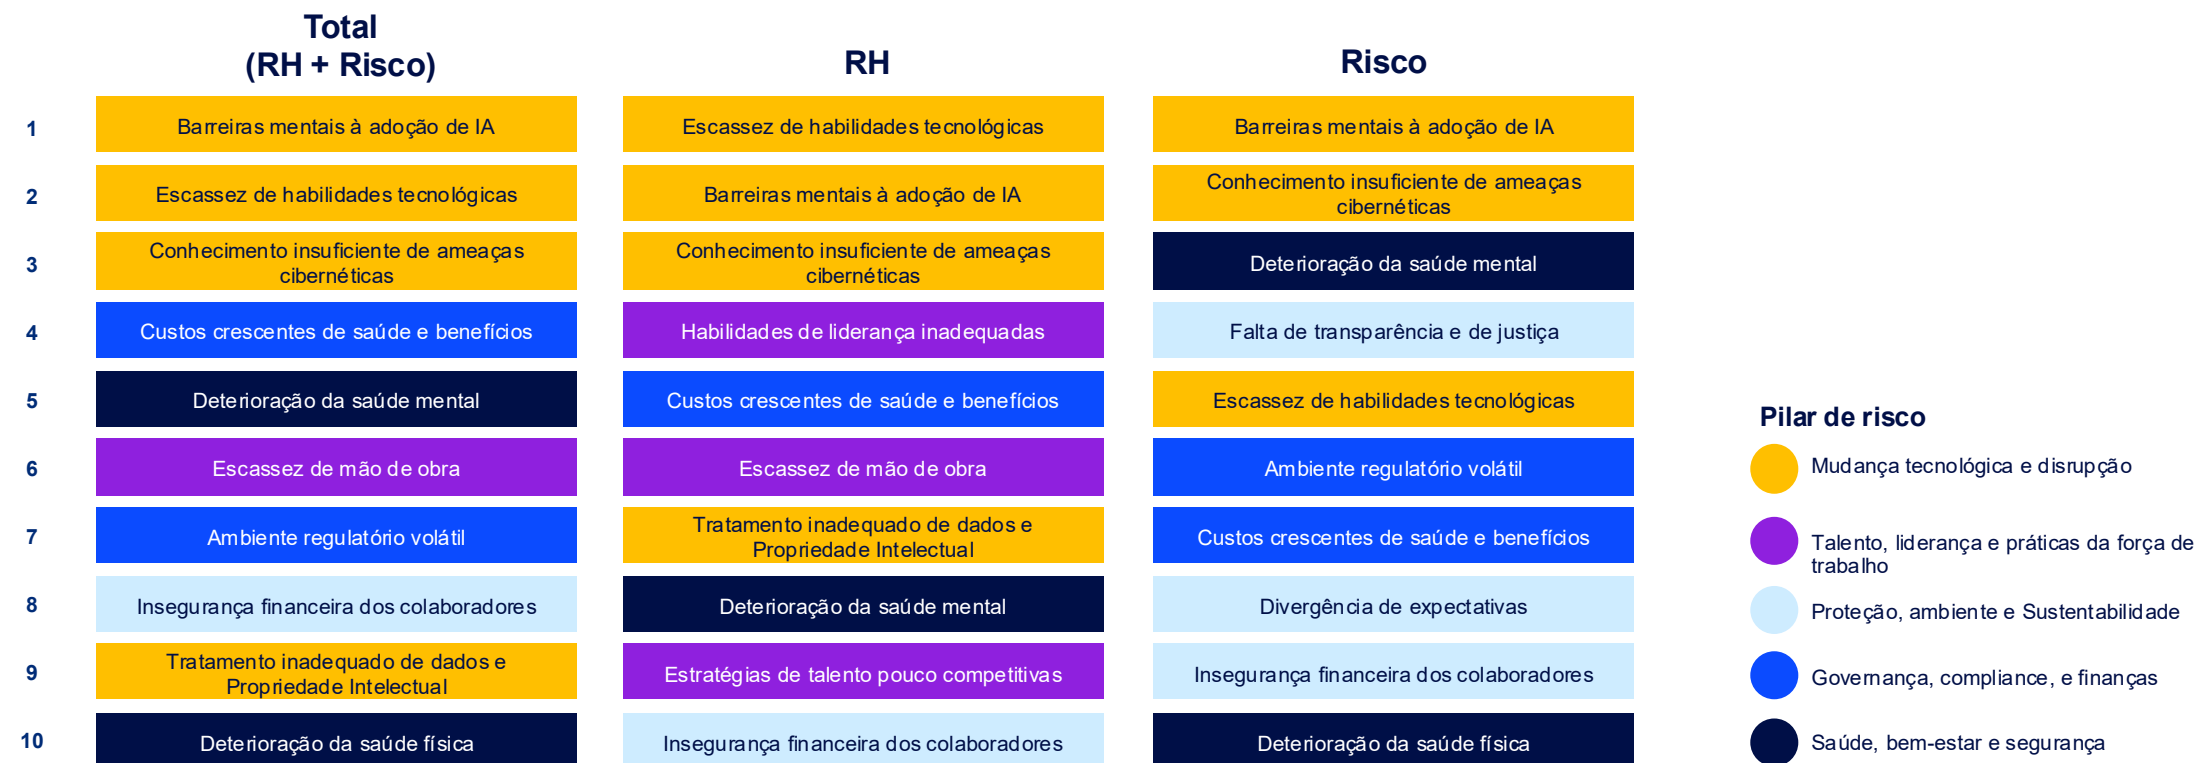 Total
(RH + Risco)
RH
Risco
1
Barreiras mentais à adoção de IA
Escassez de habilidades tecnológicas
Barreiras mentais à adoção de IA
2
Escassez de habilidades tecnológicas
Barreiras mentais à adoção de IA
Conhecimento insuficiente de ameaças
cibernéticas
3
Conhecimento insuficiente de ameaças
cibernéticas
Conhecimento insuficiente de ameaças
cibernéticas
Deterioração da saúde mental
4
Custos crescentes de saúde e benefícios
Habilidades de liderança inadequadas
Falta de transparência e de justiça
5
Deterioração da saúde mental
Custos crescentes de saúde e benefícios
Escassez de habilidades tecnológicas
6
Escassez de mão de obra
Escassez de mão de obra
Ambiente regulatório volátil
7
Ambiente regulatório volátil
Tratamento inadequado de dados e
Propriedade Intelectual
Custos crescentes de saúde e benefícios
8
Insegurança financeira dos colaboradores
Deterioração da saúde mental
Divergência de expectativas
9
Tratamento inadequado de dados e
Propriedade Intelectual
Estratégias de talento pouco competitivas
Insegurança financeira dos colaboradores
10
Deterioração da saúde física
Insegurança financeira dos colaboradores
Deterioração da saúde física
Pilar de risco
Mudança tecnológica e disrupção
Talento, liderança e práticas da força de
trabalho
Proteção, ambiente e Sustentabilidade
Governança, compliance, e finanças
Saúde, bem-estar e segurança